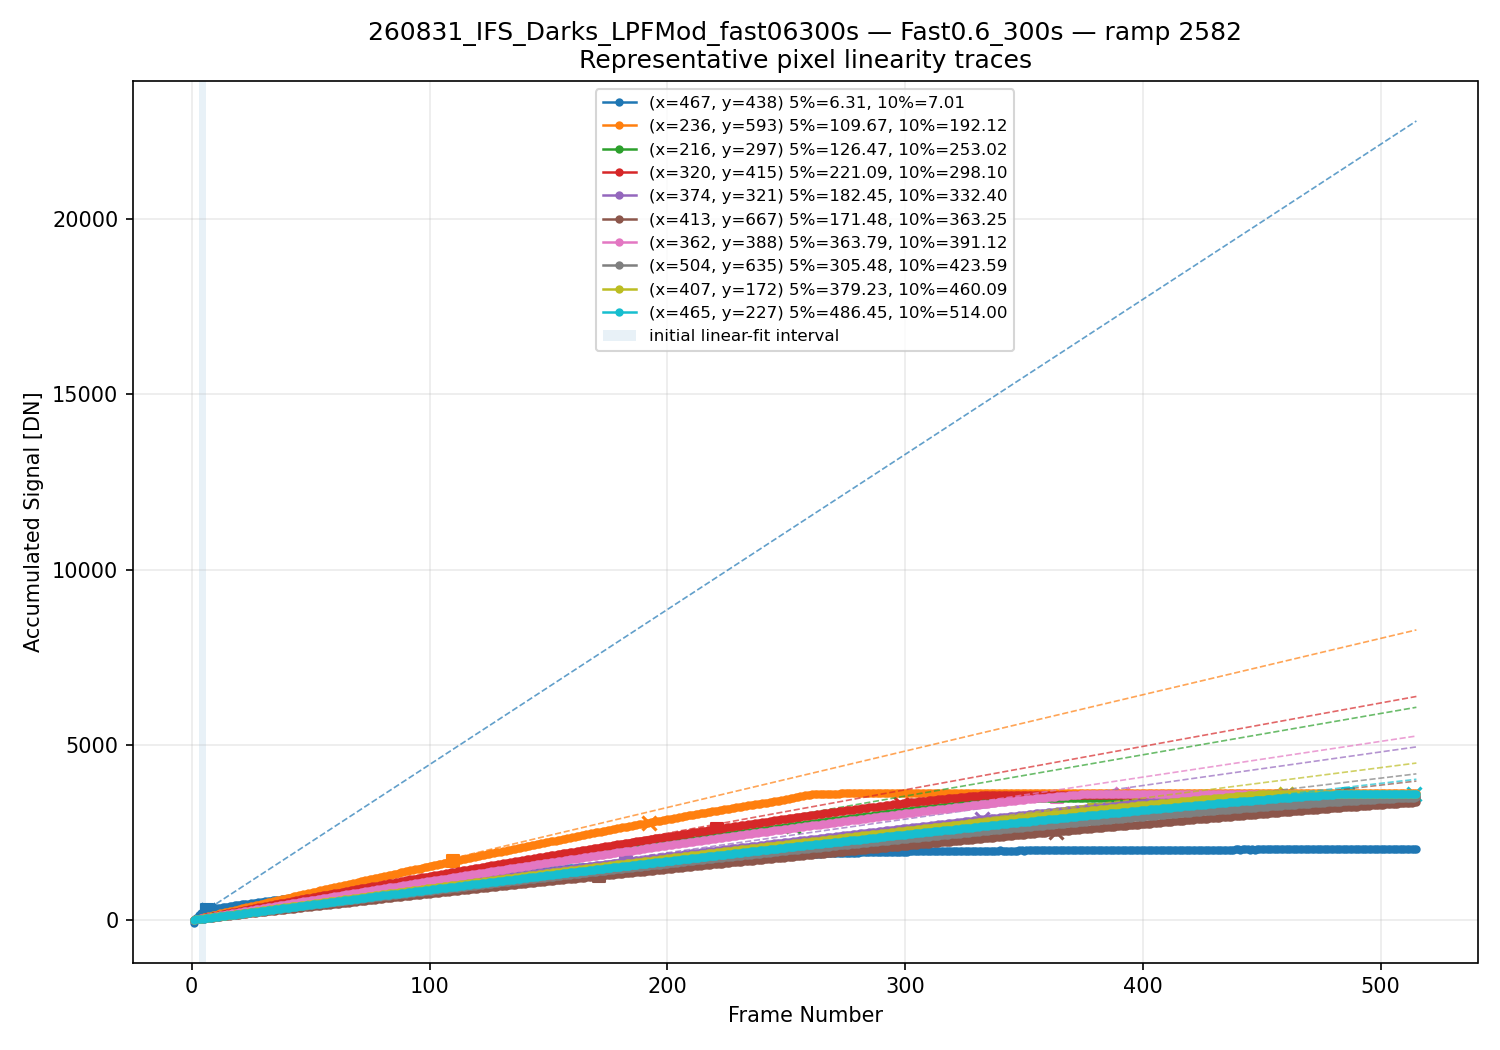 260831_IFS_Darks_LPFMod_fast06300s — Fast0.6_300s — ramp 2582
Representative pixel linearity traces
(x=467, y=438) 5%=6.31, 10%=7.01
(x=236, y=593) 5%=109.67, 10%=192.12
(x=216, y=297) 5%=126.47, 10%=253.02
(x=320, y=415) 5%=221.09, 10%=298.10
(x=374, y=321) 5%=182.45, 10%=332.40
(x=413, y=667) 5%=171.48, 10%=363.25
(x=362, y=388) 5%=363.79, 10%=391.12
(x=504, y=635) 5%=305.48, 10%=423.59
(x=407, y=172) 5%=379.23, 10%=460.09
(x=465, y=227) 5%=486.45, 10%=514.00
initial linear-fit interval
Accumulated Signal [DN]
20000
15000
10000
5000
0
0 100 200 300 400 500
Frame Number